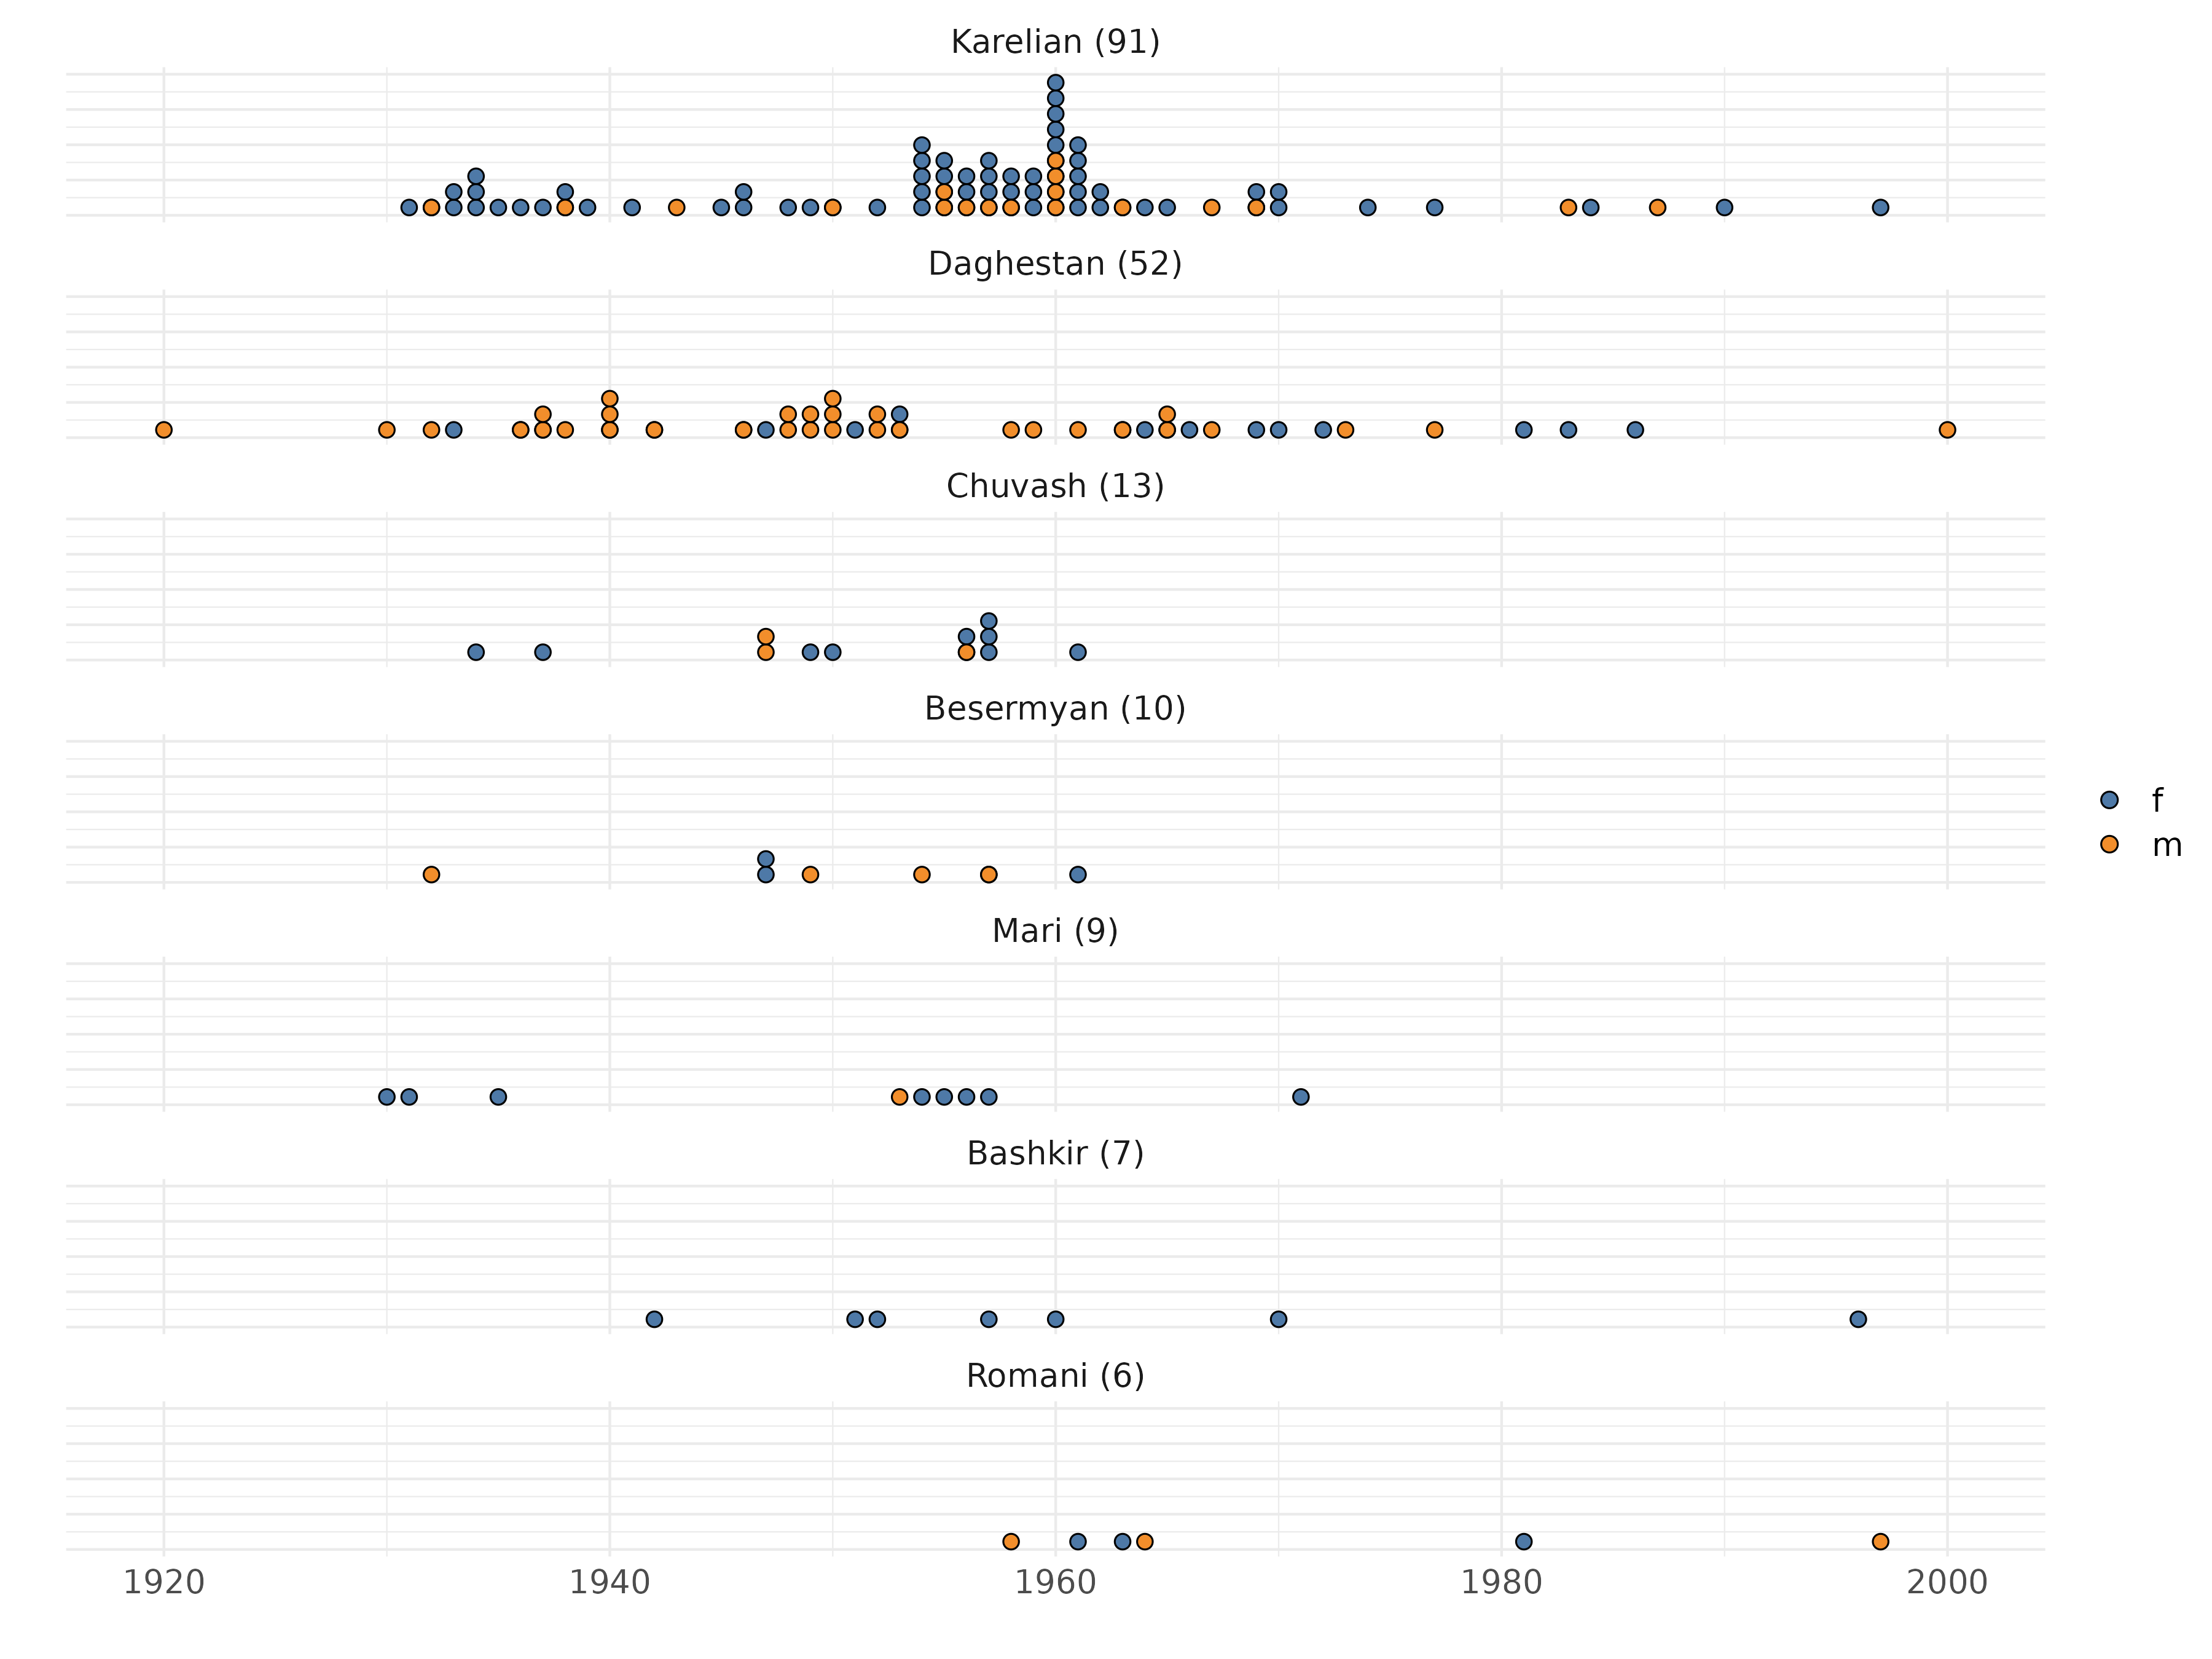 Karelian (91)
Daghestan (52)
Chuvash (13)
Besermyan (10)
f
m
Mari (9)
Bashkir (7)
Romani (6)
1920 1940 1960 1980 2000